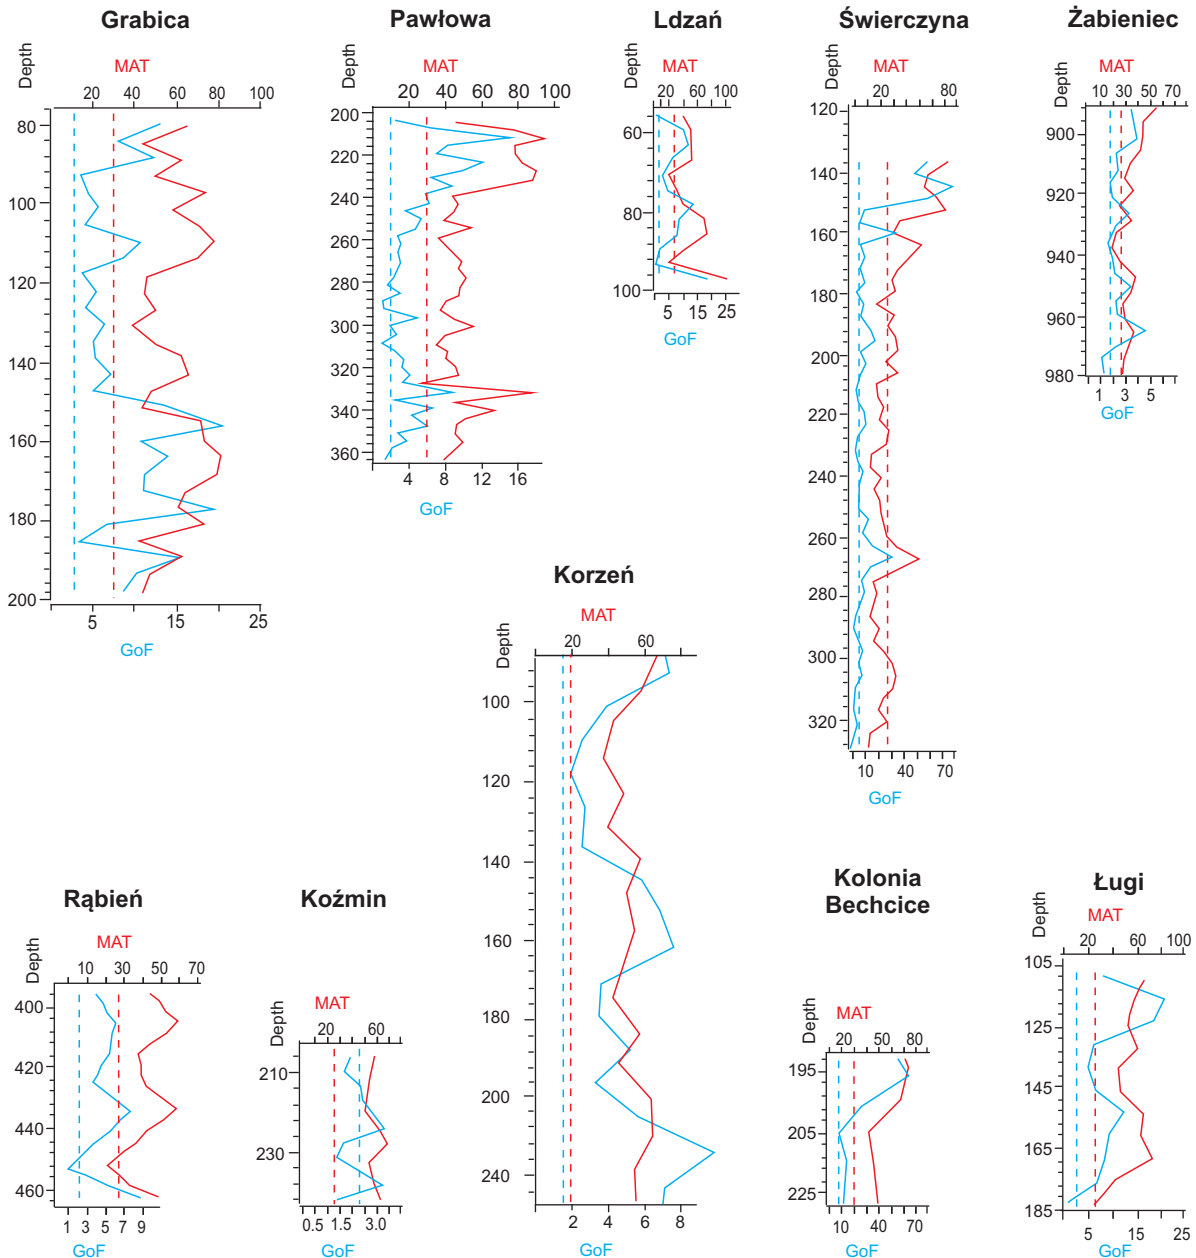 Grabica
MAT
Depth
20 40 60 80 100
80
100
120
140
160
180
200
5 15 25
GoF
Pawłowa
MAT
Depth
20 40 60 80 100
200
220
240
260
280
300
320
340
360
4 8 12 16
GoF
Ldzań
MAT
Depth
20 60 100
60
80
100
5 15 25
GoF
Świerczyna
MAT
Depth
20 80
120
140
160
180
200
220
240
260
280
300
320
10 40 70
GoF
Żabieniec
MAT
Depth
10 30 50 70
900
920
940
960
980
1 3 5
GoF
Korzeń
MAT
Depth
20 60
100
120
140
160
180
200
240
2 4 6 8
GoF
Rąbień
MAT
Depth
10 30 50 70
400
420
440
460
1 3 5 7 9
GoF
Koźmin
MAT
Depth
20 60
210
230
0.5 1.5 3.0
GoF
Kolonia
Bechcice
MAT
Depth
20 50 80
195
205
225
10 40 70
GoF
Ługi
MAT
Depth
20 60 100
105
125
145
165
185
5 15 25
GoF